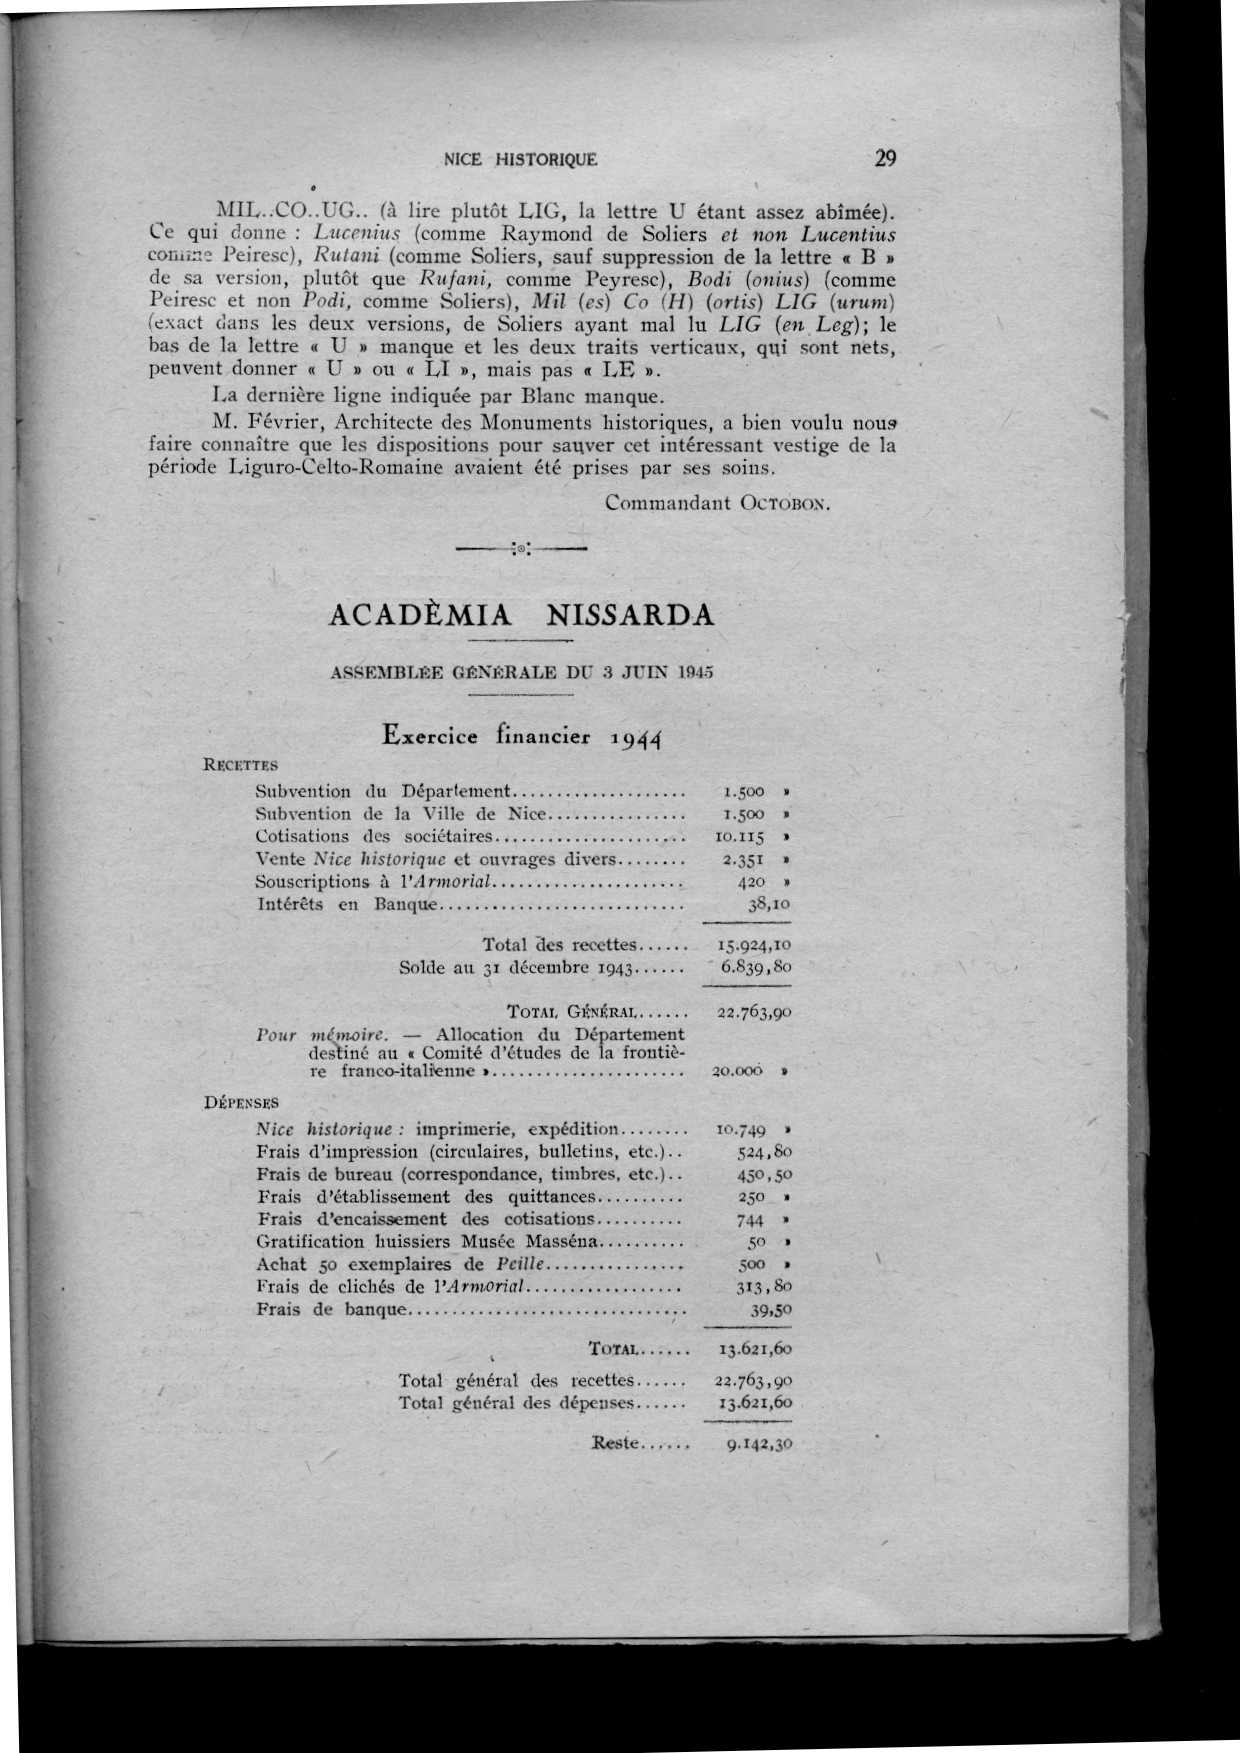 NICE HISTORIQUE 29
MIL..CO..UG.. (à lire plutôt LIG, la lettre U étant assez abîmée).
Ce qui donne : Lucenius (comme Raymond de Soliers et non Lucentius
comme Peiresc), Rutani (comme Soliers, sauf suppression de la lettre « B »
de sa version, plutôt que Rufani, comme Peyresc), Bodi (onius) (comme
Peiresc et non Podi, comme Soliers), Mil (es) Co (H) (ortis) LIG (urum)
(exact dans les deux versions, de Soliers ayant mal lu LIG (en Leg); le
bas de la lettre « U » manque et les deux traits verticaux, qui sont nets,
peuvent donner « U » ou « LI », mais pas « LE ».
La dernière ligne indiquée par Blanc manque.
M. Février, Architecte des Monuments historiques, a bien voulu nous
faire connaître que les dispositions pour sauver cet intéressant vestige de la
période Liguro-Celto-Romaine avaient été prises par ses soins.
Commandant OCTOBON.
ACADÈMIA NISSARDA
ASSEMBLÉE GÉNÉRALE DU 3 JUIN 1945
Exercice financier 1944
RECETTES
Subvention du Département.................... 1.500 »
Subvention de la Ville de Nice................ 1.500 »
Cotisations des sociétaires...................... 10.115 »
Vente Nice historique et ouvrages divers........ 2.351 »
Souscriptions à l'Armorial...................... 420 »
Intérêts en Banque............................ 38,10
Total des recettes...... 15.924,10
Solde au 31 décembre 1943...... 6.839,80
TOTAL GÉNÉRAL...... 22.763,90
Pour mémoire. — Allocation du Département
destiné au « Comité d'études de la frontiè-
re franco-italienne »...................... 20.000 »
DÉPENSES
Nice historique : imprimerie, expédition........ 10.749 »
Frais d'impression (circulaires, bulletins, etc.).. 524,80
Frais de bureau (correspondance, timbres, etc.).. 450,50
Frais d'établissement des quittances.......... 250 »
Frais d'encaissement des cotisations.......... 744 »
Gratification huissiers Musée Masséna.......... 50 »
Achat 50 exemplaires de Peille................ 500 »
Frais de clichés de l'Armorial.................. 313,80
Frais de banque................................ 39,50
TOTAL...... 13.621,60
Total général des recettes...... 22.763,90
Total général des dépenses...... 13.621,60
Reste...... 9.142,30